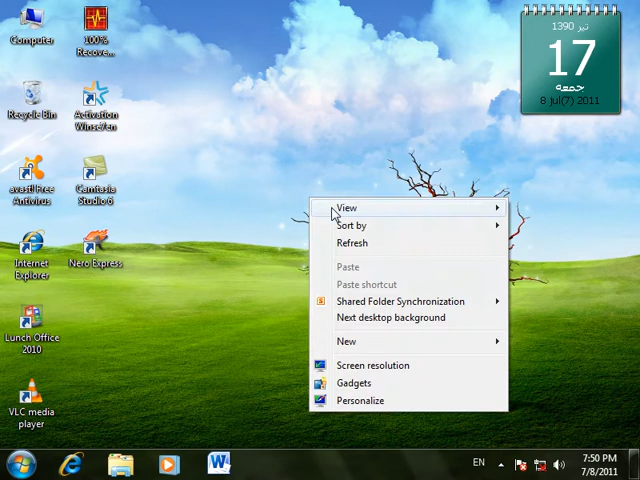 Computer
100%
Recove...
Recycle Bin
Activation
Winse7en
avast! Free
Antivirus
Camtasia
Studio 6
Internet
Explorer
Nero Express
Lunch Office
2010
VLC media
player
تیر 1390
17
جمعه
8 jul(7) 2011
View
Sort by
Refresh
Paste
Paste shortcut
Shared Folder Synchronization
Next desktop background
New
Screen resolution
Gadgets
Personalize
EN
7:50 PM
7/8/2011